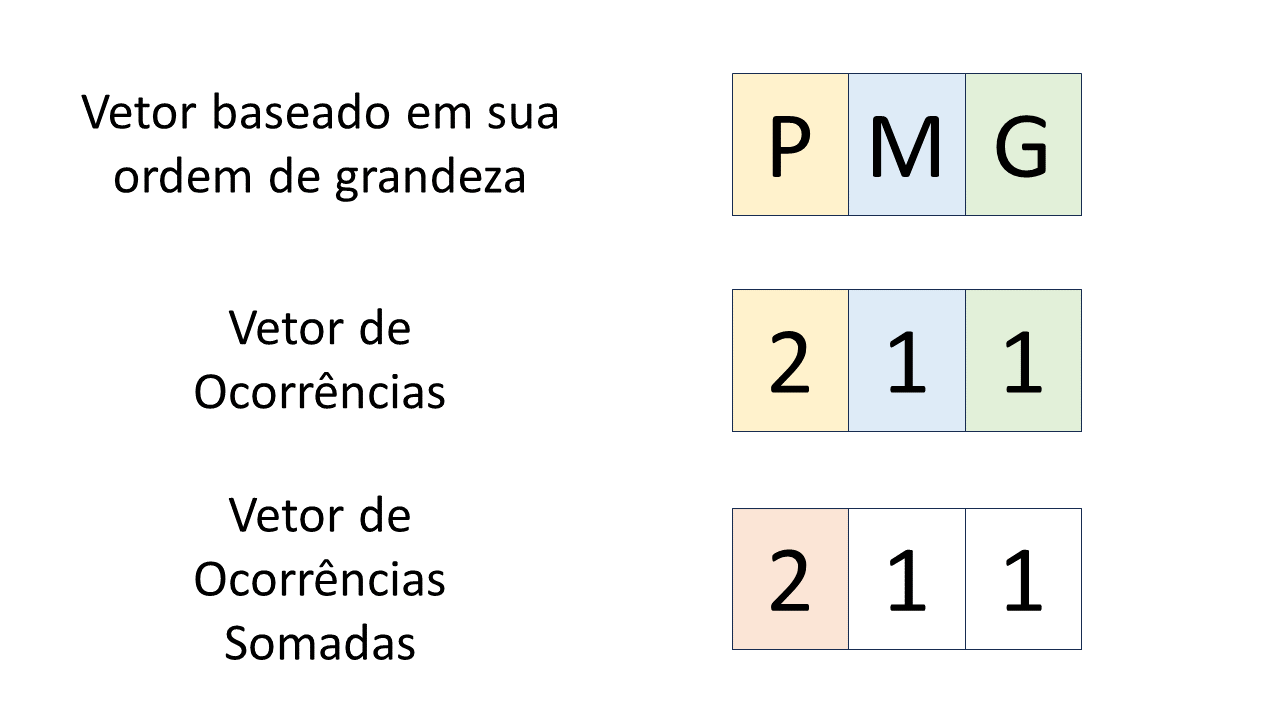 Vetor baseado em sua
ordem de grandeza
P M G
Vetor de
Ocorrências
2 1 1
Vetor de
Ocorrências
Somadas
2 1 1